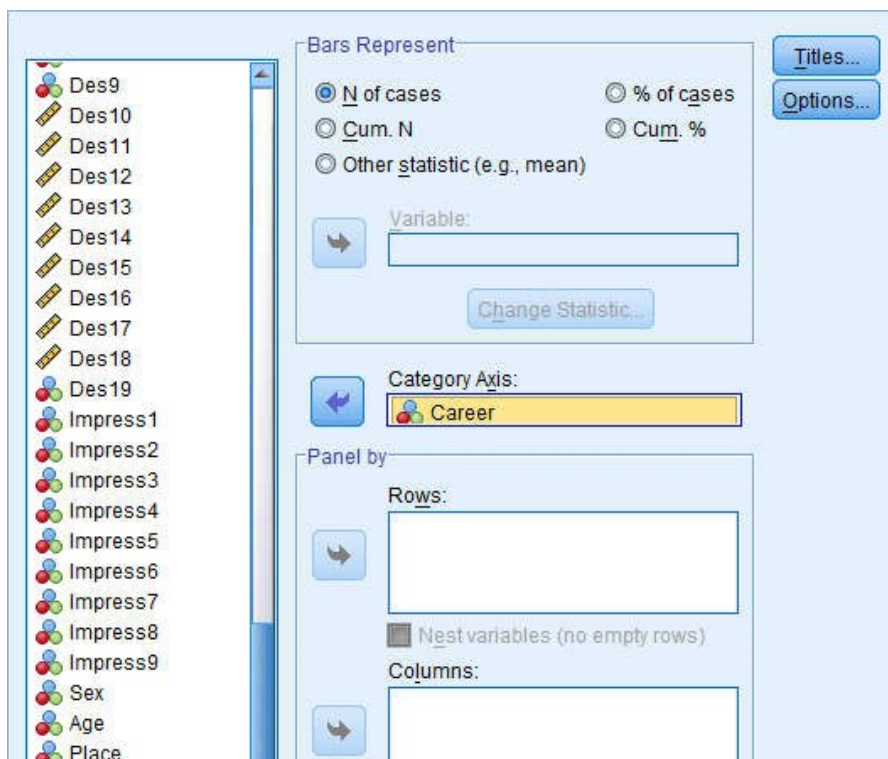 Des9
Des10
Des11
Des12
Des13
Des14
Des15
Des16
Des17
Des18
Des19
Impress1
Impress2
Impress3
Impress4
Impress5
Impress6
Impress7
Impress8
Impress9
Sex
Age
Place
Bars Represent
N of cases
% of cases
Cum. N
Cum. %
Other statistic (e.g., mean)
Variable:
Change Statistic...
Category Axis:
Career
Panel by
Rows:
Nest variables (no empty rows)
Columns:
Titles...
Options...